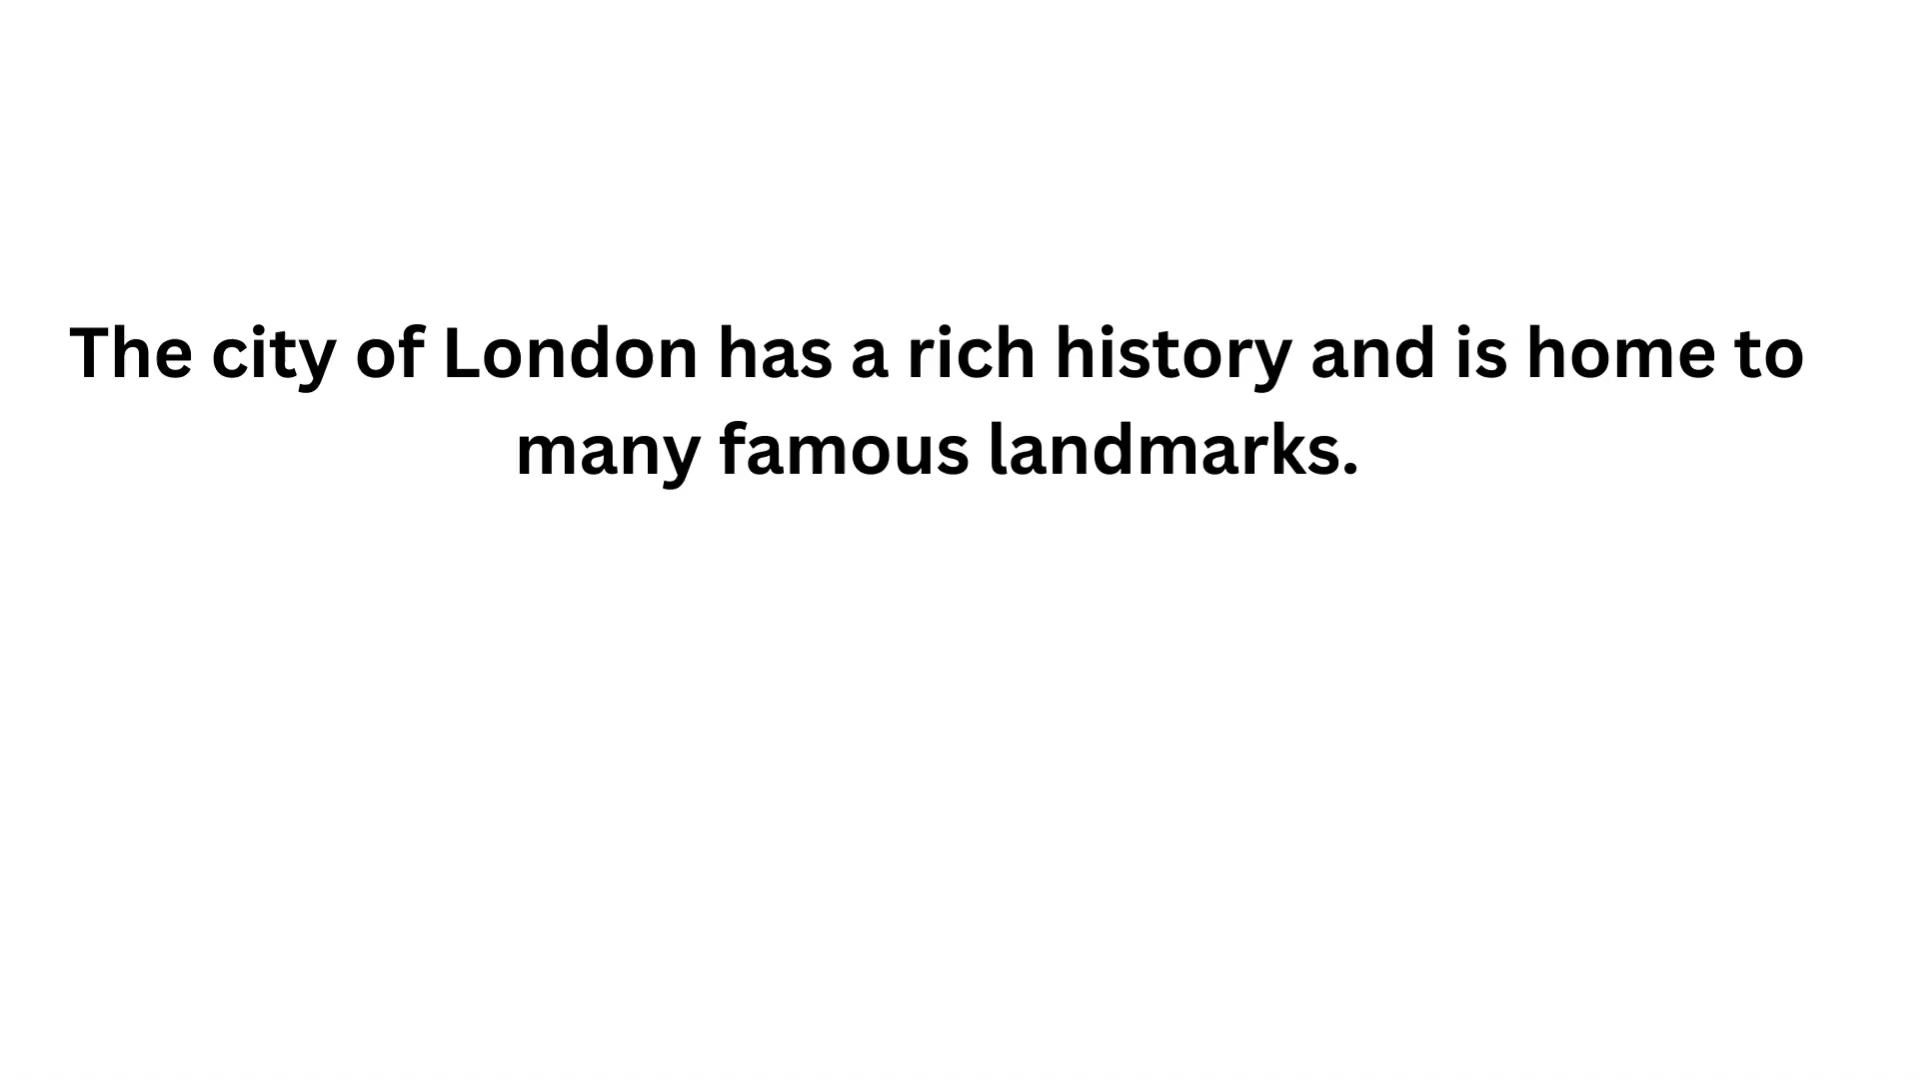 The city of London has a rich history and is home to
many famous landmarks.